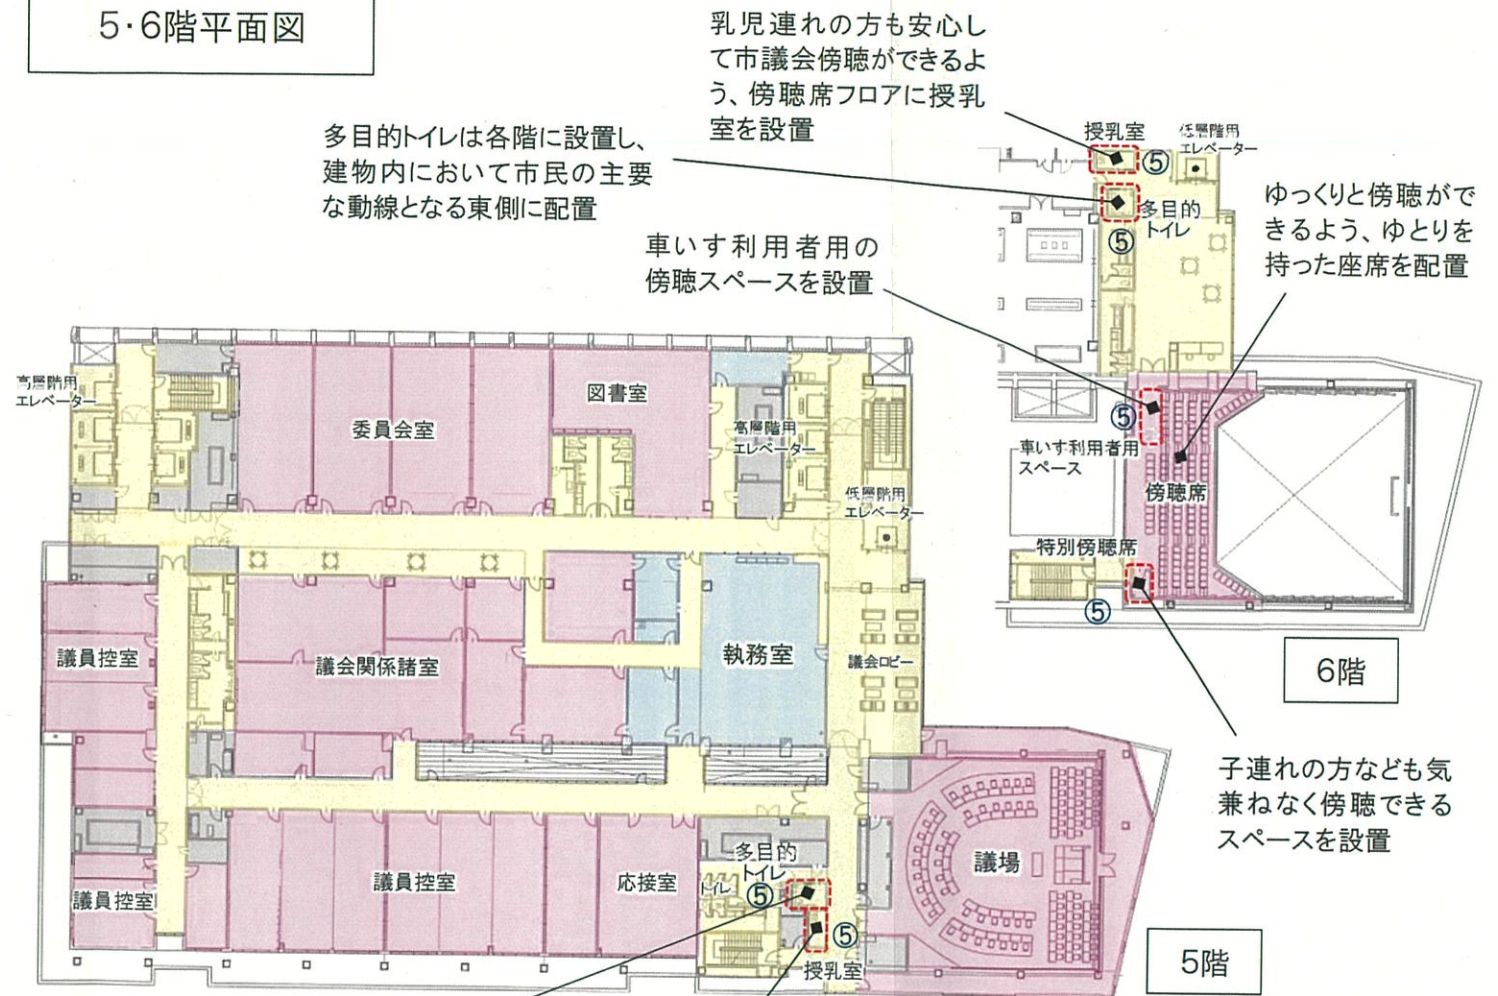 5・6階平面図
乳児連れの方も安心し
て市議会傍聴ができるよ
う、傍聴席フロアに授乳
室を設置
多目的トイレは各階に設置し、
建物内において市民の主要
な動線となる東側に配置
車いす利用者用の
傍聴スペースを設置
授乳室
⑤
低層階用
エレベーター
多目的
トイレ
⑤
ゆっくりと傍聴がで
きるよう、ゆとりを
持った座席を配置
⑤
車いす利用者用
スペース
傍聴席
特別傍聴席
⑤
6階
子連れの方なども気
兼ねなく傍聴できる
スペースを設置
高層階用
エレベーター
委員会室
図書室
高層階用
エレベーター
低層階用
エレベーター
議員控室
議会関係諸室
執務室
議会ロビー
議員控室
議員控室
応接室
トイレ
多目的
トイレ
⑤
⑤
授乳室
議場
5階